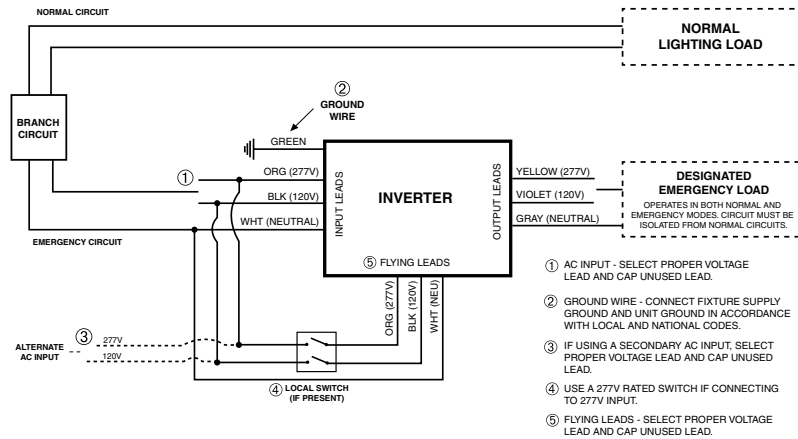 NORMAL CIRCUIT
NORMAL
LIGHTING LOAD
BRANCH
CIRCUIT
②
GROUND
WIRE
GREEN
①
ORG (277V)
BLK (120V)
WHT (NEUTRAL)
INPUT LEADS
INVERTER
OUTPUT LEADS
YELLOW (277V)
VIOLET (120V)
GRAY (NEUTRAL)
DESIGNATED
EMERGENCY LOAD
OPERATES IN BOTH NORMAL AND
EMERGENCY MODES. CIRCUIT MUST BE
ISOLATED FROM NORMAL CIRCUITS.
EMERGENCY CIRCUIT
⑤ FLYING LEADS
ORG (277V)
BLK (120V)
WHT (NEU)
ALTERNATE
AC INPUT
③
277V
120V
④ LOCAL SWITCH
(IF PRESENT)
① AC INPUT - SELECT PROPER VOLTAGE
LEAD AND CAP UNUSED LEAD.
② GROUND WIRE - CONNECT FIXTURE SUPPLY
GROUND AND UNIT GROUND IN ACCORDANCE
WITH LOCAL AND NATIONAL CODES.
③ IF USING A SECONDARY AC INPUT, SELECT
PROPER VOLTAGE LEAD AND CAP UNUSED
LEAD.
④ USE A 277V RATED SWITCH IF CONNECTING
TO 277V INPUT.
⑤ FLYING LEADS - SELECT PROPER VOLTAGE
LEAD AND CAP UNUSED LEAD.